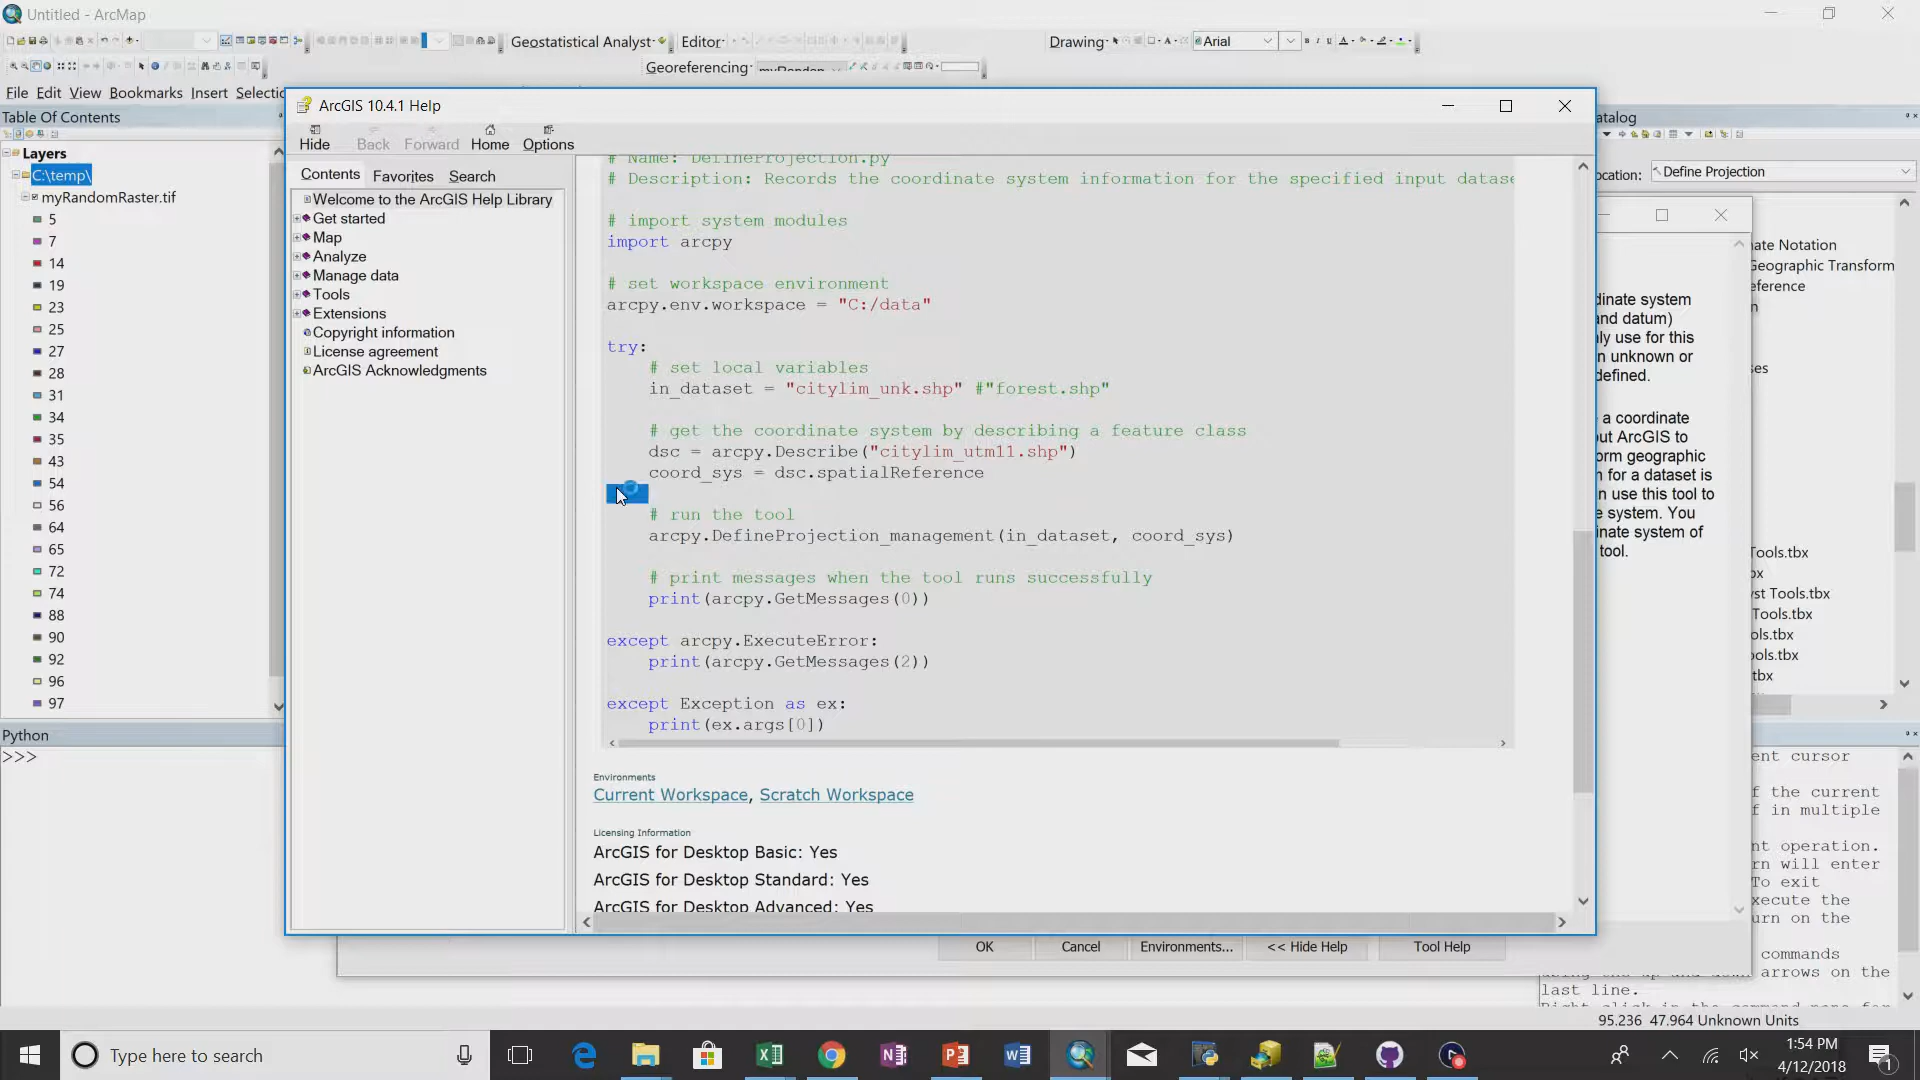 Untitled - ArcMap
Geostatistical Analyst
Editor
Drawing
Arial
Georeferencing
File Edit View Bookmarks Insert Selectio
Table Of Contents
Layers
C:\temp\
myRandomRaster.tif
5
7
14
19
23
25
27
28
31
34
35
43
54
56
64
65
72
74
88
90
92
96
97
ArcGIS 10.4.1 Help
Hide Back Forward Home Options
Contents Favorites Search
Welcome to the ArcGIS Help Library
Get started
Map
Analyze
Manage data
Tools
Extensions
Copyright information
License agreement
ArcGIS Acknowledgments
# Name: DefineProjection.py
# Description: Records the coordinate system information for the specified input datase
# import system modules
import arcpy
# set workspace environment
arcpy.env.workspace = "C:/data"
try:
# set local variables
in_dataset = "citylim_unk.shp" #"forest.shp"
# get the coordinate system by describing a feature class
dsc = arcpy.Describe("citylim_utm11.shp")
coord_sys = dsc.spatialReference
# run the tool
arcpy.DefineProjection_management(in_dataset, coord_sys)
# print messages when the tool runs successfully
print(arcpy.GetMessages(0))
except arcpy.ExecuteError:
print(arcpy.GetMessages(2))
except Exception as ex:
print(ex.args[0])
Environments
Current Workspace, Scratch Workspace
Licensing Information
ArcGIS for Desktop Basic: Yes
ArcGIS for Desktop Standard: Yes
ArcGIS for Desktop Advanced: Yes
atalog
ocation: Define Projection
nate Notation
Geographic Transform
eference
n
ses
Tools.tbx
bx
yst Tools.tbx
Tools.tbx
ols.tbx
ools.tbx
tbx
dinate system
and datum)
nly use for this
n unknown or
defined.
a coordinate
out ArcGIS to
orm geographic
n for a dataset is
n use this tool to
e system. You
inate system of
tool.
OK Cancel Environments... << Hide Help Tool Help
Python
>>>
ent cursor
f the current
f in multiple
nt operation.
rn will enter
To exit
xecute the
urn on the
commands
arrows on the
last line.
95.236 47.964 Unknown Units
Type here to search
1:54 PM
4/12/2018
1